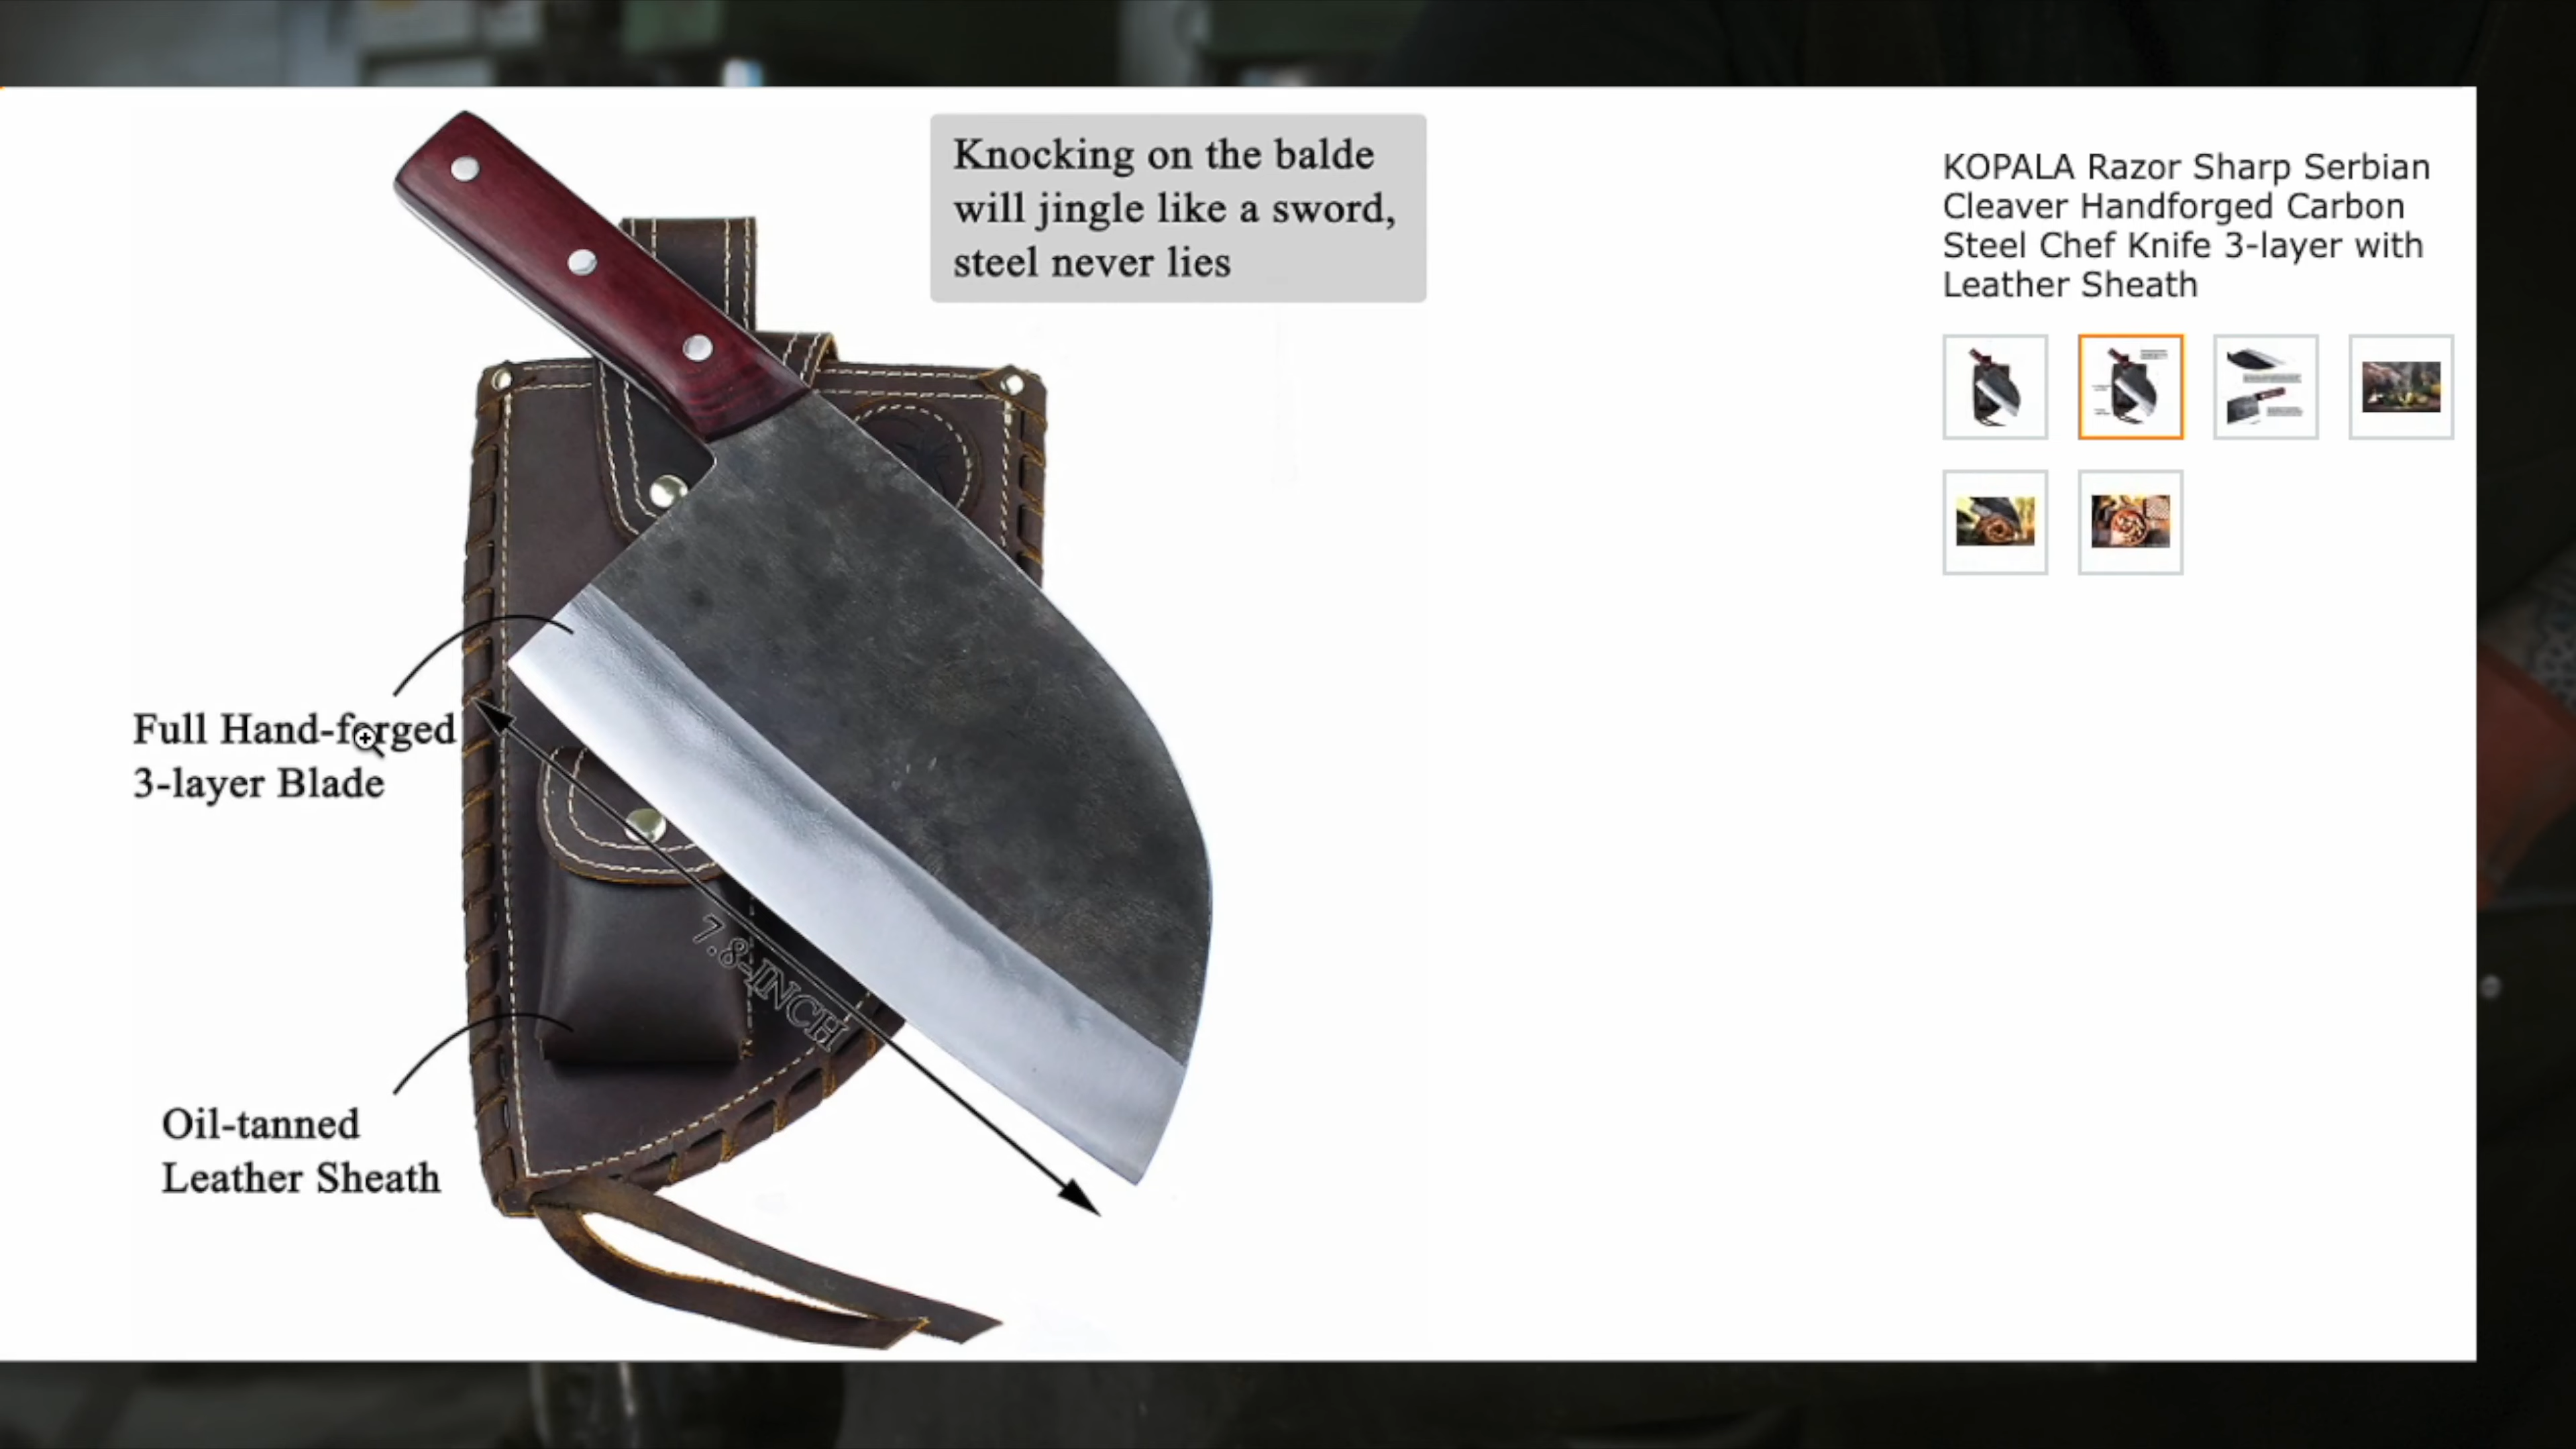 Knocking on the balde
will jingle like a sword,
steel never lies
KOPALA Razor Sharp Serbian
Cleaver Handforged Carbon
Steel Chef Knife 3-layer with
Leather Sheath
Full Hand-forged
3-layer Blade
7.8-INCH
Oil-tanned
Leather Sheath